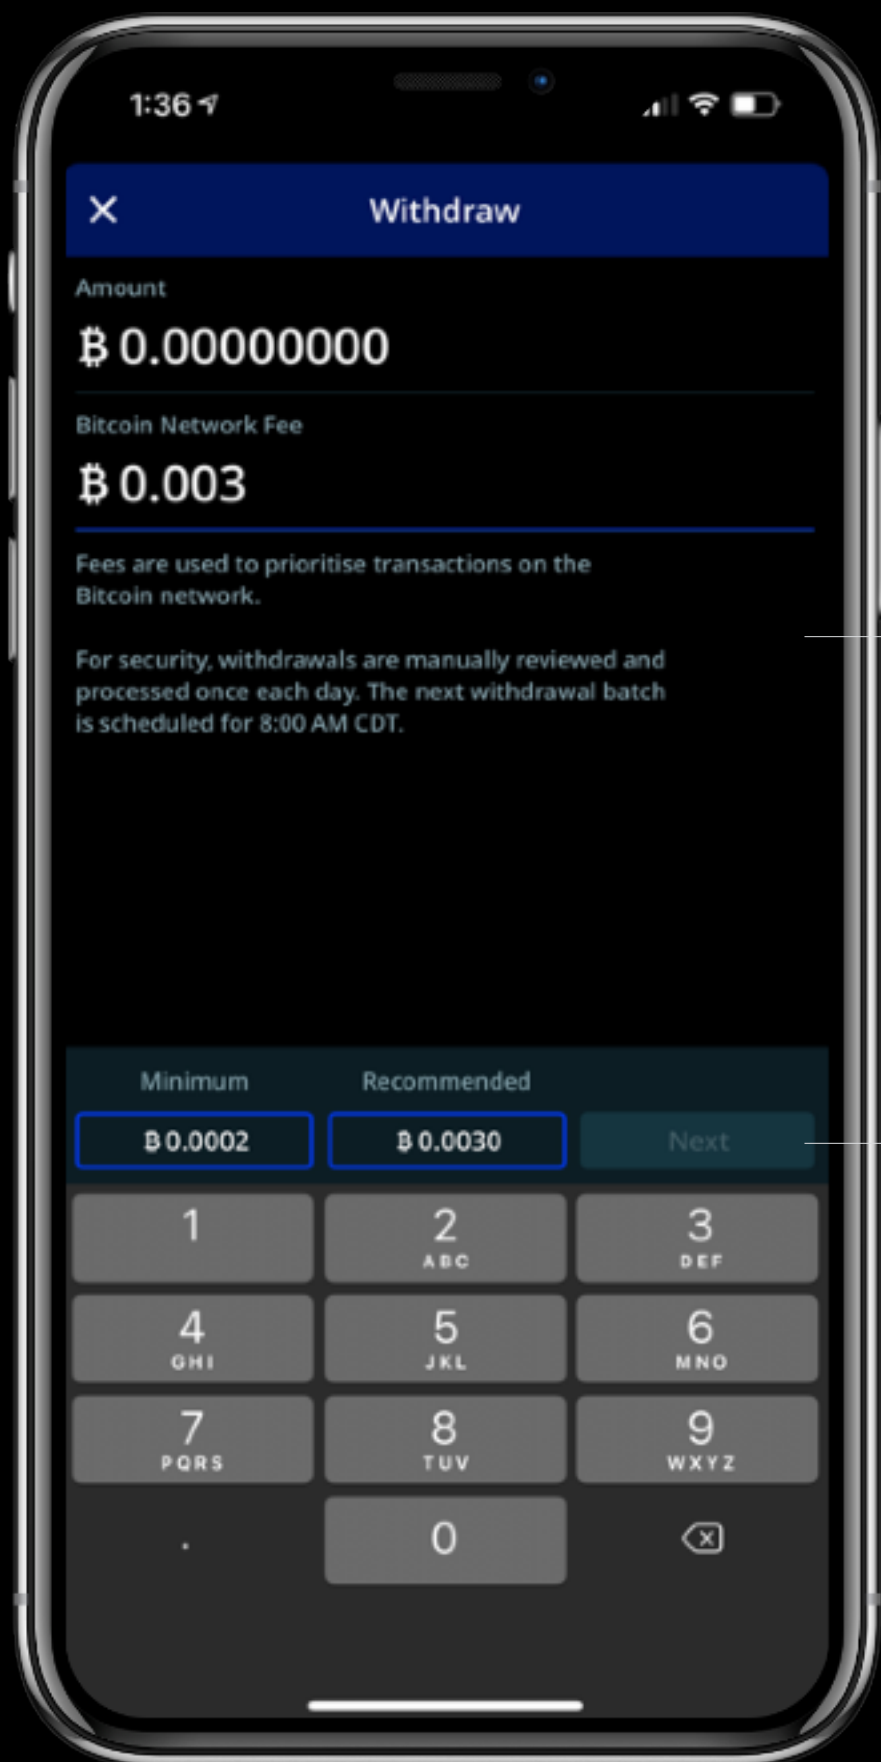 1:36
Withdraw
Amount
₿ 0.00000000
Bitcoin Network Fee
₿ 0.003
Fees are used to prioritise transactions on the
Bitcoin network.
For security, withdrawals are manually reviewed and
processed once each day. The next withdrawal batch
is scheduled for 8:00 AM CDT.
Minimum Recommended
₿ 0.0002 ₿ 0.0030 Next
1 2 3
ABC DEF
4 5 6
GHI JKL MNO
7 8 9
PQRS TUV WXYZ
. 0